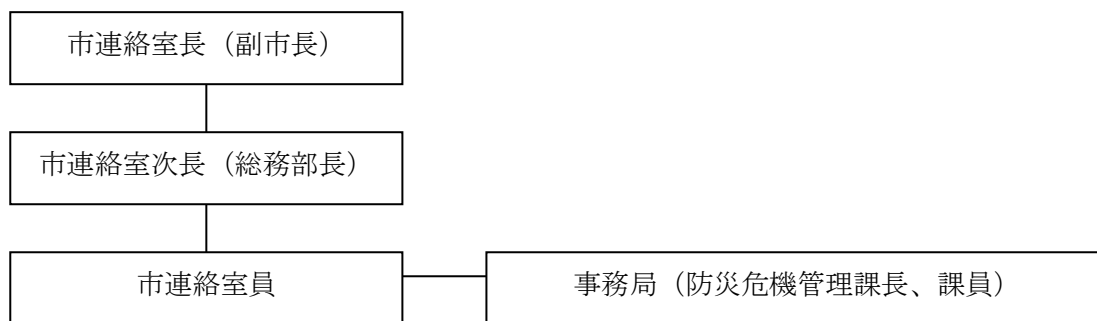 市連絡室長（副市長）
市連絡室次長（総務部長）
市連絡室員
事務局（防災危機管理課長、課員）